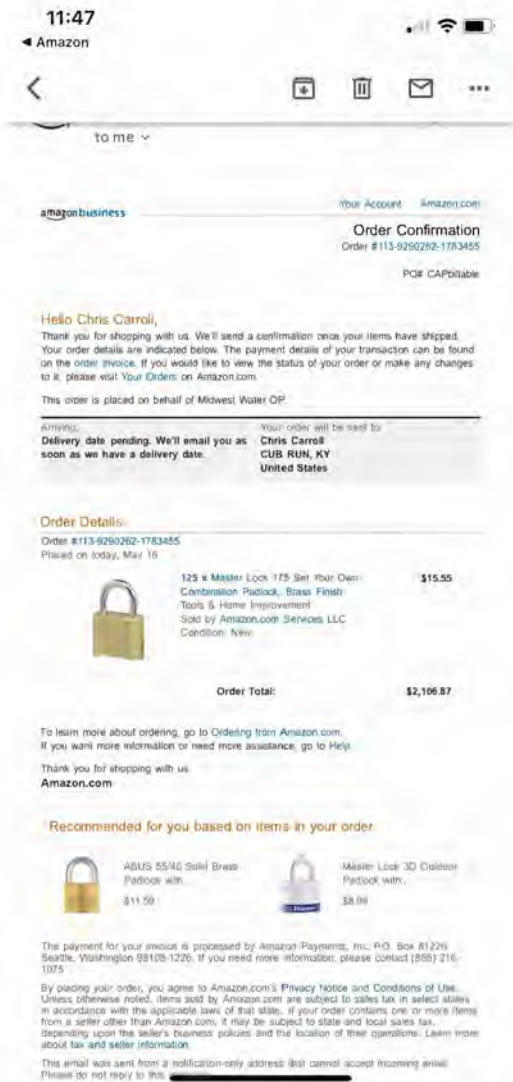 11:47
Amazon
to me
amazonbusiness
Your Account Amazon.com
Order Confirmation
Order #113-9290262-1783455
PO# CAPbillable
Hello Chris Carroll,
Thank you for shopping with us. We'll send a confirmation once your items have shipped.
Your order details are indicated below. The payment details of your transaction can be found
on the order invoice. If you would like to view the status of your order or make any changes
to it, please visit Your Orders on Amazon.com.
This order is placed on behalf of Midwest Water OP.
Arriving:
Delivery date pending. We'll email you as
soon as we have a delivery date.
Your order will be sent to:
Chris Carroll
CUB RUN, KY
United States
Order Details
Order #113-9290262-1783455
Placed on today, May 16
125 x Master Lock 175 Set Your Own
Combination Padlock, Brass Finish
Tools & Home Improvement
Sold by Amazon.com Services LLC
Condition: New
$15.55
Order Total: $2,106.87
To learn more about ordering, go to Ordering from Amazon.com.
If you want more information or need more assistance, go to Help.
Thank you for shopping with us.
Amazon.com
Recommended for you based on items in your order
ABUS 55/40 Solid Brass
Padlock with...
$11.59
Master Lock 3D Outdoor
Padlock with...
The payment for your invoice is processed by Amazon Payments, Inc. P.O. Box 81226
Seattle, Washington 98108-1226. If you need more information, please contact (866) 216-
1075
By placing your order, you agree to Amazon.com's Privacy Notice and Conditions of Use.
Unless otherwise noted, items sold by Amazon.com are subject to sales tax in select states
in accordance with the applicable laws of that state. If your order contains one or more items
from a seller other than Amazon.com, it may be subject to state and local sales tax,
depending upon the seller's business policies and the location of their operations. Learn more
about tax and seller information.
This email was sent from a notification-only address that cannot accept incoming email.
Please do not reply to this